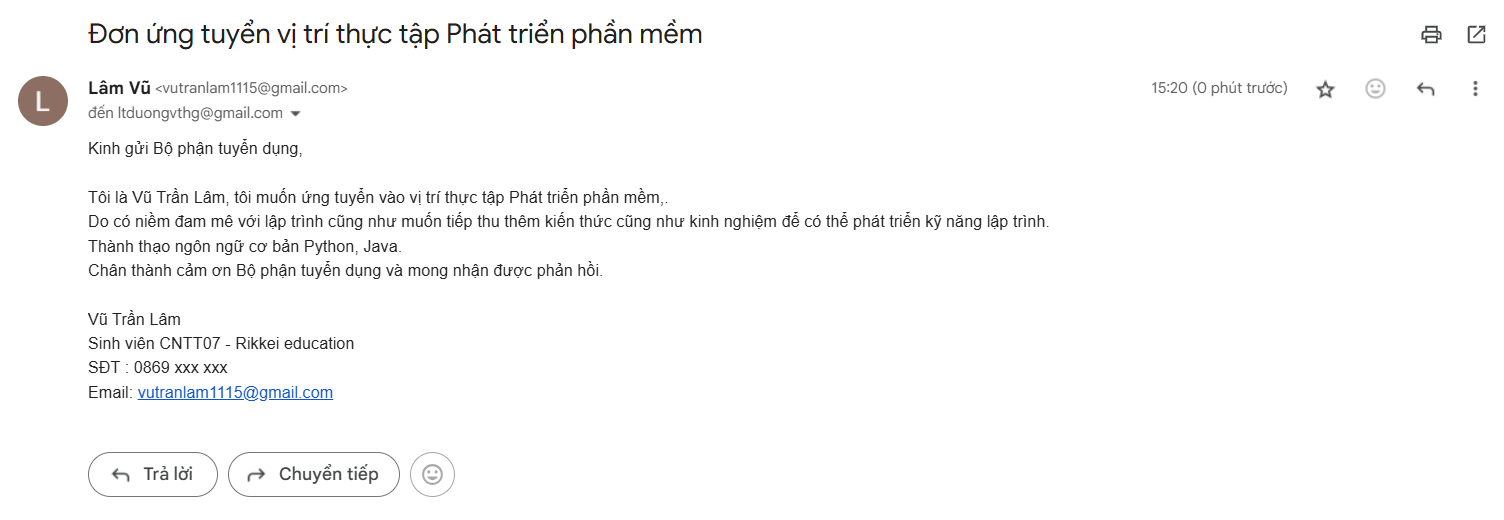 Đơn ứng tuyển vị trí thực tập Phát triển phần mềm
L
Lâm Vũ <vutranlam1115@gmail.com>
15:20 (0 phút trước)
đến ltduongvthg@gmail.com
Kinh gửi Bộ phận tuyển dụng,
Tôi là Vũ Trần Lâm, tôi muốn ứng tuyển vào vị trí thực tập Phát triển phần mềm,.
Do có niềm đam mê với lập trình cũng như muốn tiếp thu thêm kiến thức cũng như kinh nghiệm để có thể phát triển kỹ năng lập trình.
Thành thạo ngôn ngữ cơ bản Python, Java.
Chân thành cảm ơn Bộ phận tuyển dụng và mong nhận được phản hồi.
Vũ Trần Lâm
Sinh viên CNTT07 - Rikkei education
SĐT : 0869 xxx xxx
Email: vutranlam1115@gmail.com
Trả lời
Chuyển tiếp